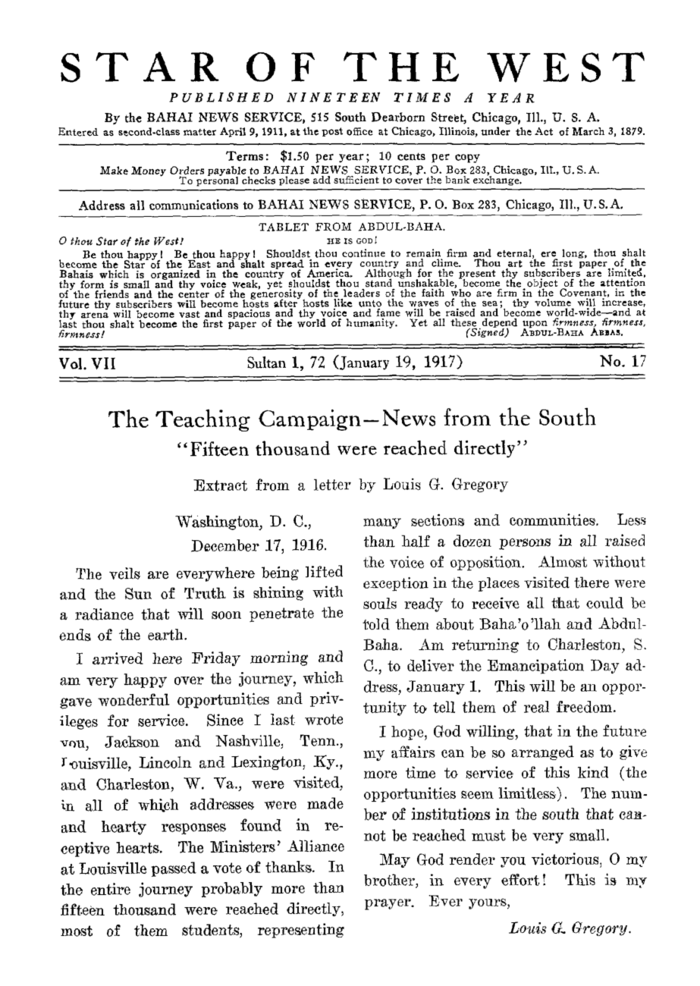 STAR OF THE WEST
PUBLISHED NINETEEN TIMES A YEAR
By the BAHAI NEWS SERVICE, 515 South Dearborn Street, Chicago, Ill., U. S. A.
Entered as second-class matter April 9, 1911, at the post office at Chicago, Illinois, under the Act of March 3, 1879.
Terms: $1.50 per year; 10 cents per copy
Make Money Orders payable to BAHAI NEWS SERVICE, P. O. Box 283, Chicago, Ill., U. S. A.
To personal checks please add sufficient to cover the bank exchange.
Address all communications to BAHAI NEWS SERVICE, P. O. Box 283, Chicago, Ill., U. S. A.
TABLET FROM ABDUL-BAHA.
O thou Star of the West! HE IS GOD!
Be thou happy! Be thou happy! Shouldst thou continue to remain firm and eternal, ere long, thou shalt
become the Star of the East and shalt spread in every country and clime. Thou art the first paper of the
Bahais which is organized in the country of America. Although for the present thy subscribers are limited,
thy form is small and thy voice weak, yet shouldst thou stand unshakable, become the object of the attention
of the friends and the center of the generosity of the leaders of the faith who are firm in the Covenant, in the
future thy subscribers will become hosts after hosts like unto the waves of the sea; thy volume will increase,
thy arena will become vast and spacious and thy voice and fame will be raised and become world-wide—and at
last thou shalt become the first paper of the world of humanity. Yet all these depend upon firmness, firmness,
firmness! (Signed) ABDUL-BAHA ABBAS.
Vol. VII Sultan 1, 72 (January 19, 1917) No. 17
The Teaching Campaign—News from the South
"Fifteen thousand were reached directly"
Extract from a letter by Louis G. Gregory
Washington, D. C.,
December 17, 1916.
The veils are everywhere being lifted
and the Sun of Truth is shining with
a radiance that will soon penetrate the
ends of the earth.
I arrived here Friday morning and
am very happy over the journey, which
gave wonderful opportunities and priv-
ileges for service. Since I last wrote
you, Jackson and Nashville, Tenn.,
Louisville, Lincoln and Lexington, Ky.,
and Charleston, W. Va., were visited,
in all of which addresses were made
and hearty responses found in re-
ceptive hearts. The Ministers' Alliance
at Louisville passed a vote of thanks. In
the entire journey probably more than
fifteen thousand were reached directly,
most of them students, representing
many sections and communities. Less
than half a dozen persons in all raised
the voice of opposition. Almost without
exception in the places visited there were
souls ready to receive all that could be
told them about Baha'o'llah and Abdul-
Baha. Am returning to Charleston, S.
C., to deliver the Emancipation Day ad-
dress, January 1. This will be an oppor-
tunity to tell them of real freedom.
I hope, God willing, that in the future
my affairs can be so arranged as to give
more time to service of this kind (the
opportunities seem limitless). The num-
ber of institutions in the south that can-
not be reached must be very small.
May God render you victorious, O my
brother, in every effort! This is my
prayer. Ever yours,
Louis G. Gregory.